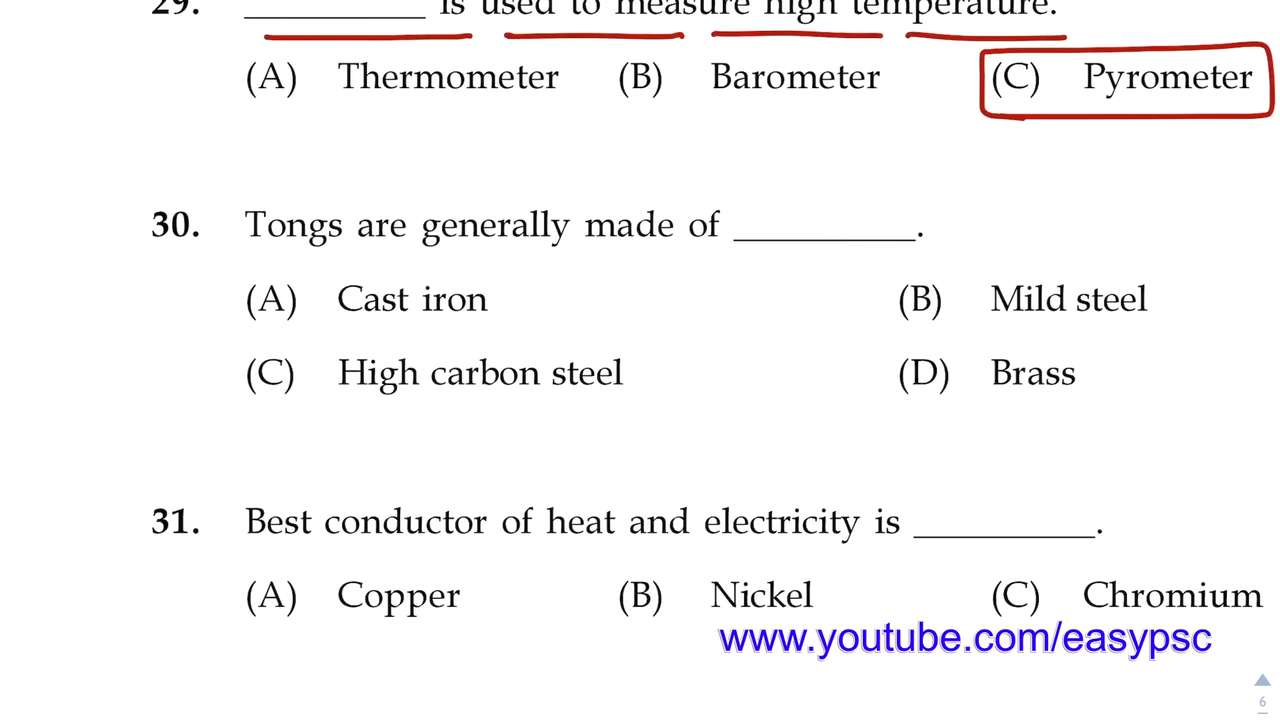 29. __________ is used to measure high temperature.
(A) Thermometer (B) Barometer (C) Pyrometer
30. Tongs are generally made of __________.
(A) Cast iron (B) Mild steel
(C) High carbon steel (D) Brass
31. Best conductor of heat and electricity is __________.
(A) Copper (B) Nickel (C) Chromium
www.youtube.com/easypsc
6